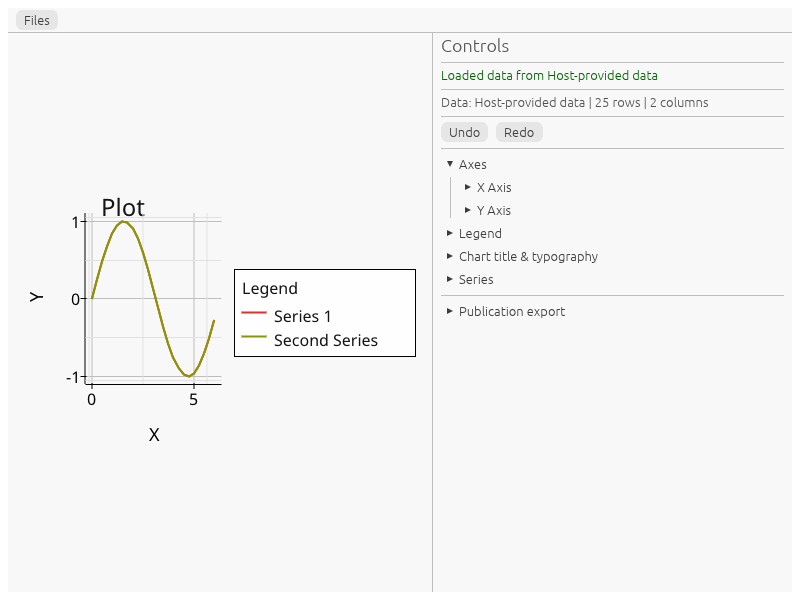 Files
Plot
1
0
-1
Y
0
5
X
Legend
Series 1
Second Series
Controls
Loaded data from Host-provided data
Data: Host-provided data | 25 rows | 2 columns
Undo
Redo
Axes
X Axis
Y Axis
Legend
Chart title & typography
Series
Publication export